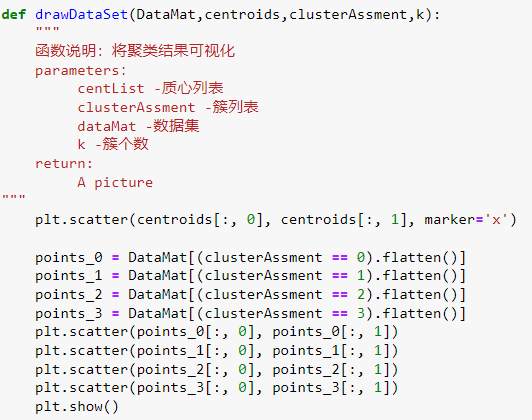 def drawDataSet(DataMat,centroids,clusterAssment,k):
    """
    函数说明: 将聚类结果可视化
    parameters:
         centList -质心列表
         clusterAssment -簇列表
         dataMat -数据集
         k -簇个数
    return:
         A picture
"""
    plt.scatter(centroids[:, 0], centroids[:, 1], marker='x')

    points_0 = DataMat[(clusterAssment == 0).flatten()]
    points_1 = DataMat[(clusterAssment == 1).flatten()]
    points_2 = DataMat[(clusterAssment == 2).flatten()]
    points_3 = DataMat[(clusterAssment == 3).flatten()]
    plt.scatter(points_0[:, 0], points_0[:, 1])
    plt.scatter(points_1[:, 0], points_1[:, 1])
    plt.scatter(points_2[:, 0], points_2[:, 1])
    plt.scatter(points_3[:, 0], points_3[:, 1])
    plt.show()